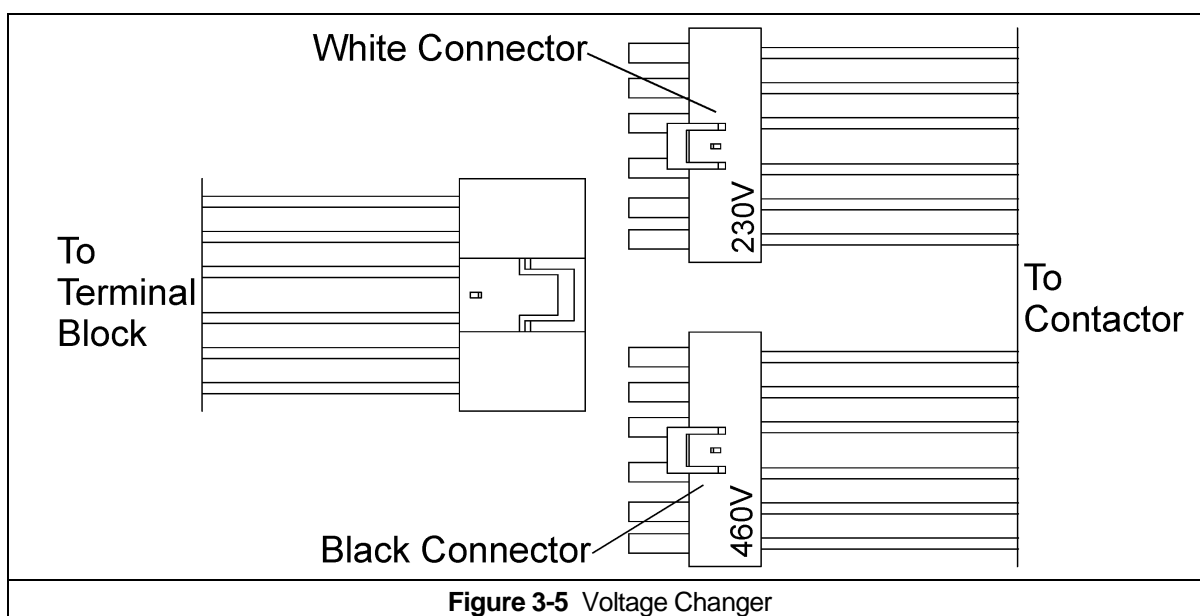 White Connector
230V
To
Terminal
Block
To
Contactor
460V
Black Connector
Figure 3-5 Voltage Changer